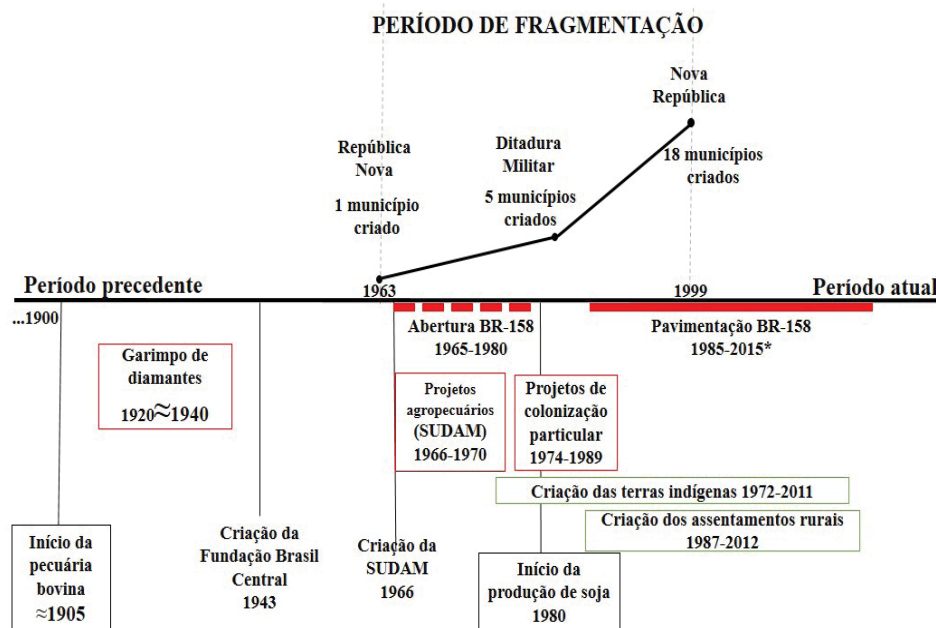 PERÍODO DE FRAGMENTAÇÃO
República
Nova
1 município
criado
Ditadura
Militar
5 municípios
criados
Nova
República
18 municípios
criados
Período precedente
1963
1999
Período atual
...1900
Abertura BR-158
1965-1980
Pavimentação BR-158
1985-2015*
Garimpo de
diamantes
1920≈1940
Projetos
agropecuários
(SUDAM)
1966-1970
Projetos de
colonização
particular
1974-1989
Criação das terras indígenas 1972-2011
Criação dos assentamentos rurais
1987-2012
Início da
pecuária
bovina
≈1905
Criação da
Fundação Brasil
Central
1943
Criação da
SUDAM
1966
Início da
produção de soja
1980